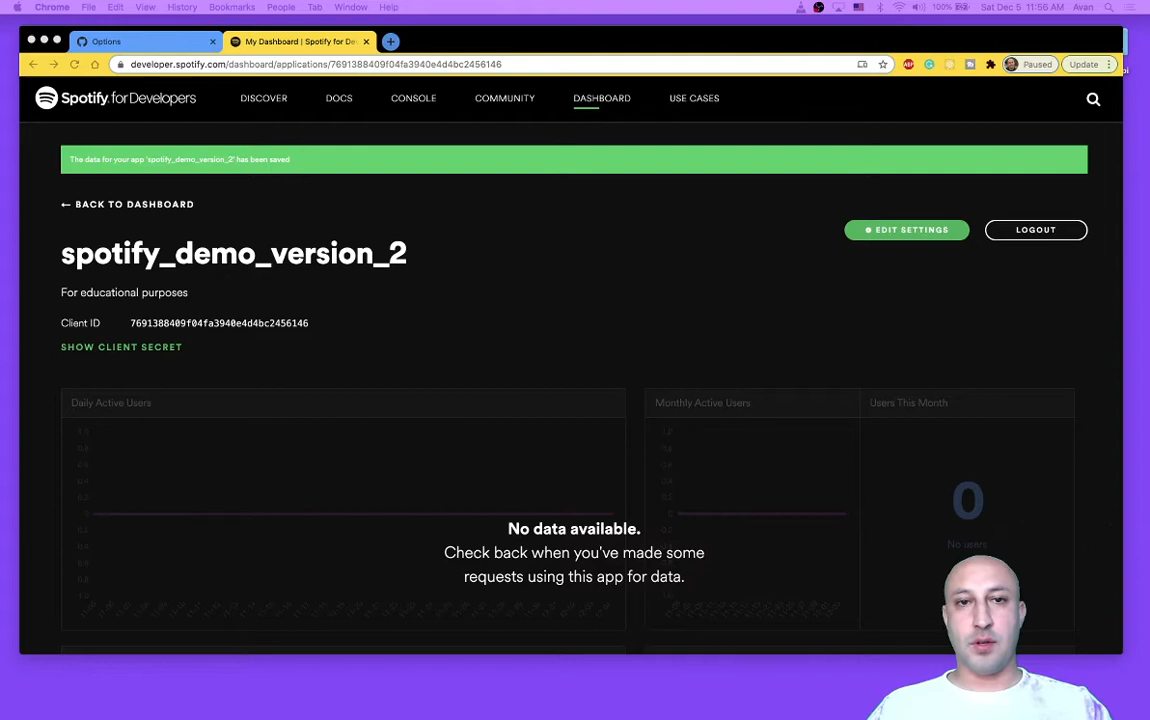 Chrome File Edit View History Bookmarks People Tab Window Help 100% Sat Dec 5 11:56 AM Avan
Options My Dashboard | Spotify for De
developer.spotify.com/dashboard/applications/7691388409f04fa3940e4d4bc2456146 ABP Paused Update
Spotify for Developers DISCOVER DOCS CONSOLE COMMUNITY DASHBOARD USE CASES
The data for your app 'spotify_demo_version_2' has been saved
← BACK TO DASHBOARD
EDIT SETTINGS LOGOUT
spotify_demo_version_2
For educational purposes
Client ID 7691388409f04fa3940e4d4bc2456146
SHOW CLIENT SECRET
Daily Active Users Monthly Active Users Users This Month
0
No users
No data available.
Check back when you've made some
requests using this app for data.